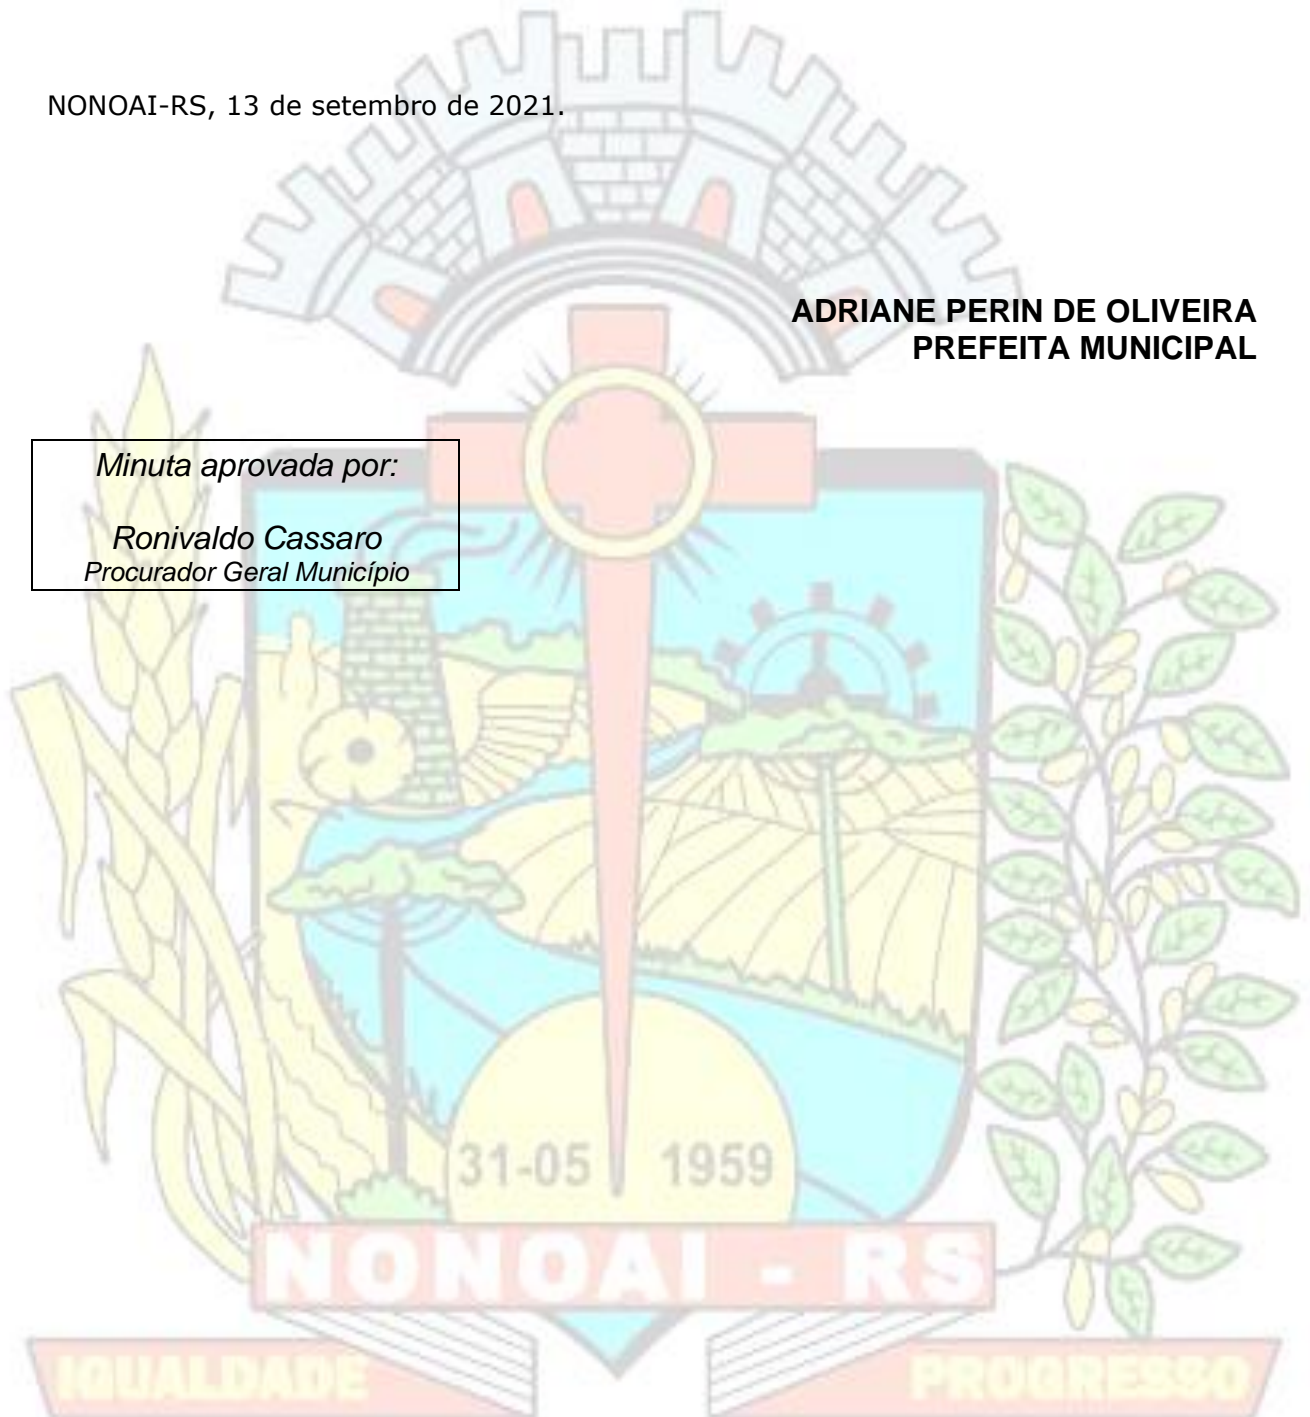 NONOAI-RS, 13 de setembro de 2021.
ADRIANE PERIN DE OLIVEIRA
PREFEITA MUNICIPAL
Minuta aprovada por:
Ronivaldo Cassaro
Procurador Geral Município
31-05 1959
NONOAI - RS
IGUALDADE PROGRESSO